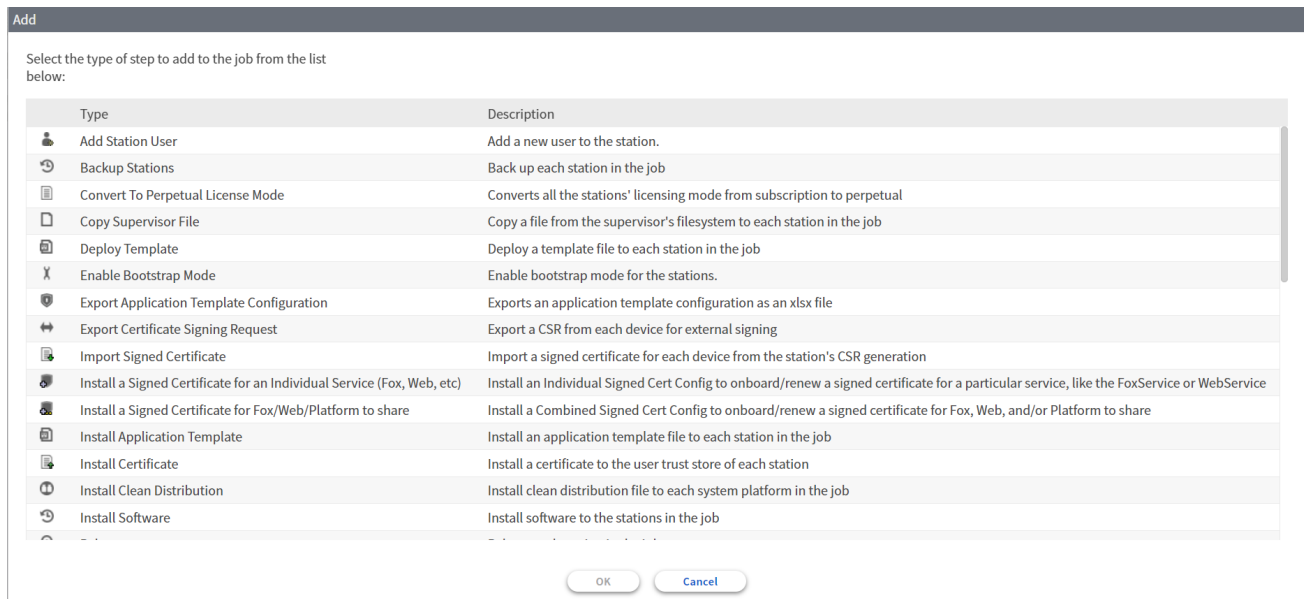 Add
Select the type of step to add to the job from the list
below:
Type Description
Add Station User Add a new user to the station.
Backup Stations Back up each station in the job
Convert To Perpetual License Mode Converts all the stations' licensing mode from subscription to perpetual
Copy Supervisor File Copy a file from the supervisor's filesystem to each station in the job
Deploy Template Deploy a template file to each station in the job
Enable Bootstrap Mode Enable bootstrap mode for the stations.
Export Application Template Configuration Exports an application template configuration as an xlsx file
Export Certificate Signing Request Export a CSR from each device for external signing
Import Signed Certificate Import a signed certificate for each device from the station's CSR generation
Install a Signed Certificate for an Individual Service (Fox, Web, etc) Install an Individual Signed Cert Config to onboard/renew a signed certificate for a particular service, like the FoxService or WebService
Install a Signed Certificate for Fox/Web/Platform to share Install a Combined Signed Cert Config to onboard/renew a signed certificate for Fox, Web, and/or Platform to share
Install Application Template Install an application template file to each station in the job
Install Certificate Install a certificate to the user trust store of each station
Install Clean Distribution Install clean distribution file to each system platform in the job
Install Software Install software to the stations in the job
OK Cancel